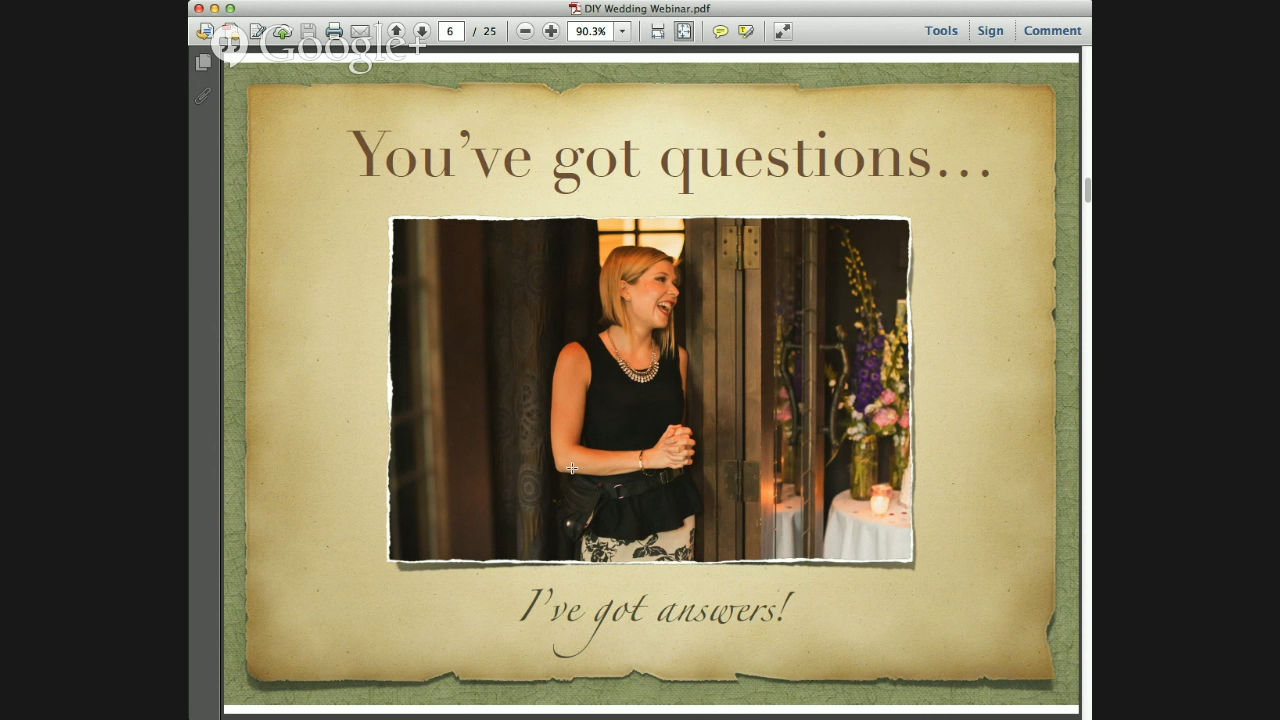 DIY Wedding Webinar.pdf
6 / 25 90.3% Tools Sign Comment
Google+
You've got questions...
I've got answers!